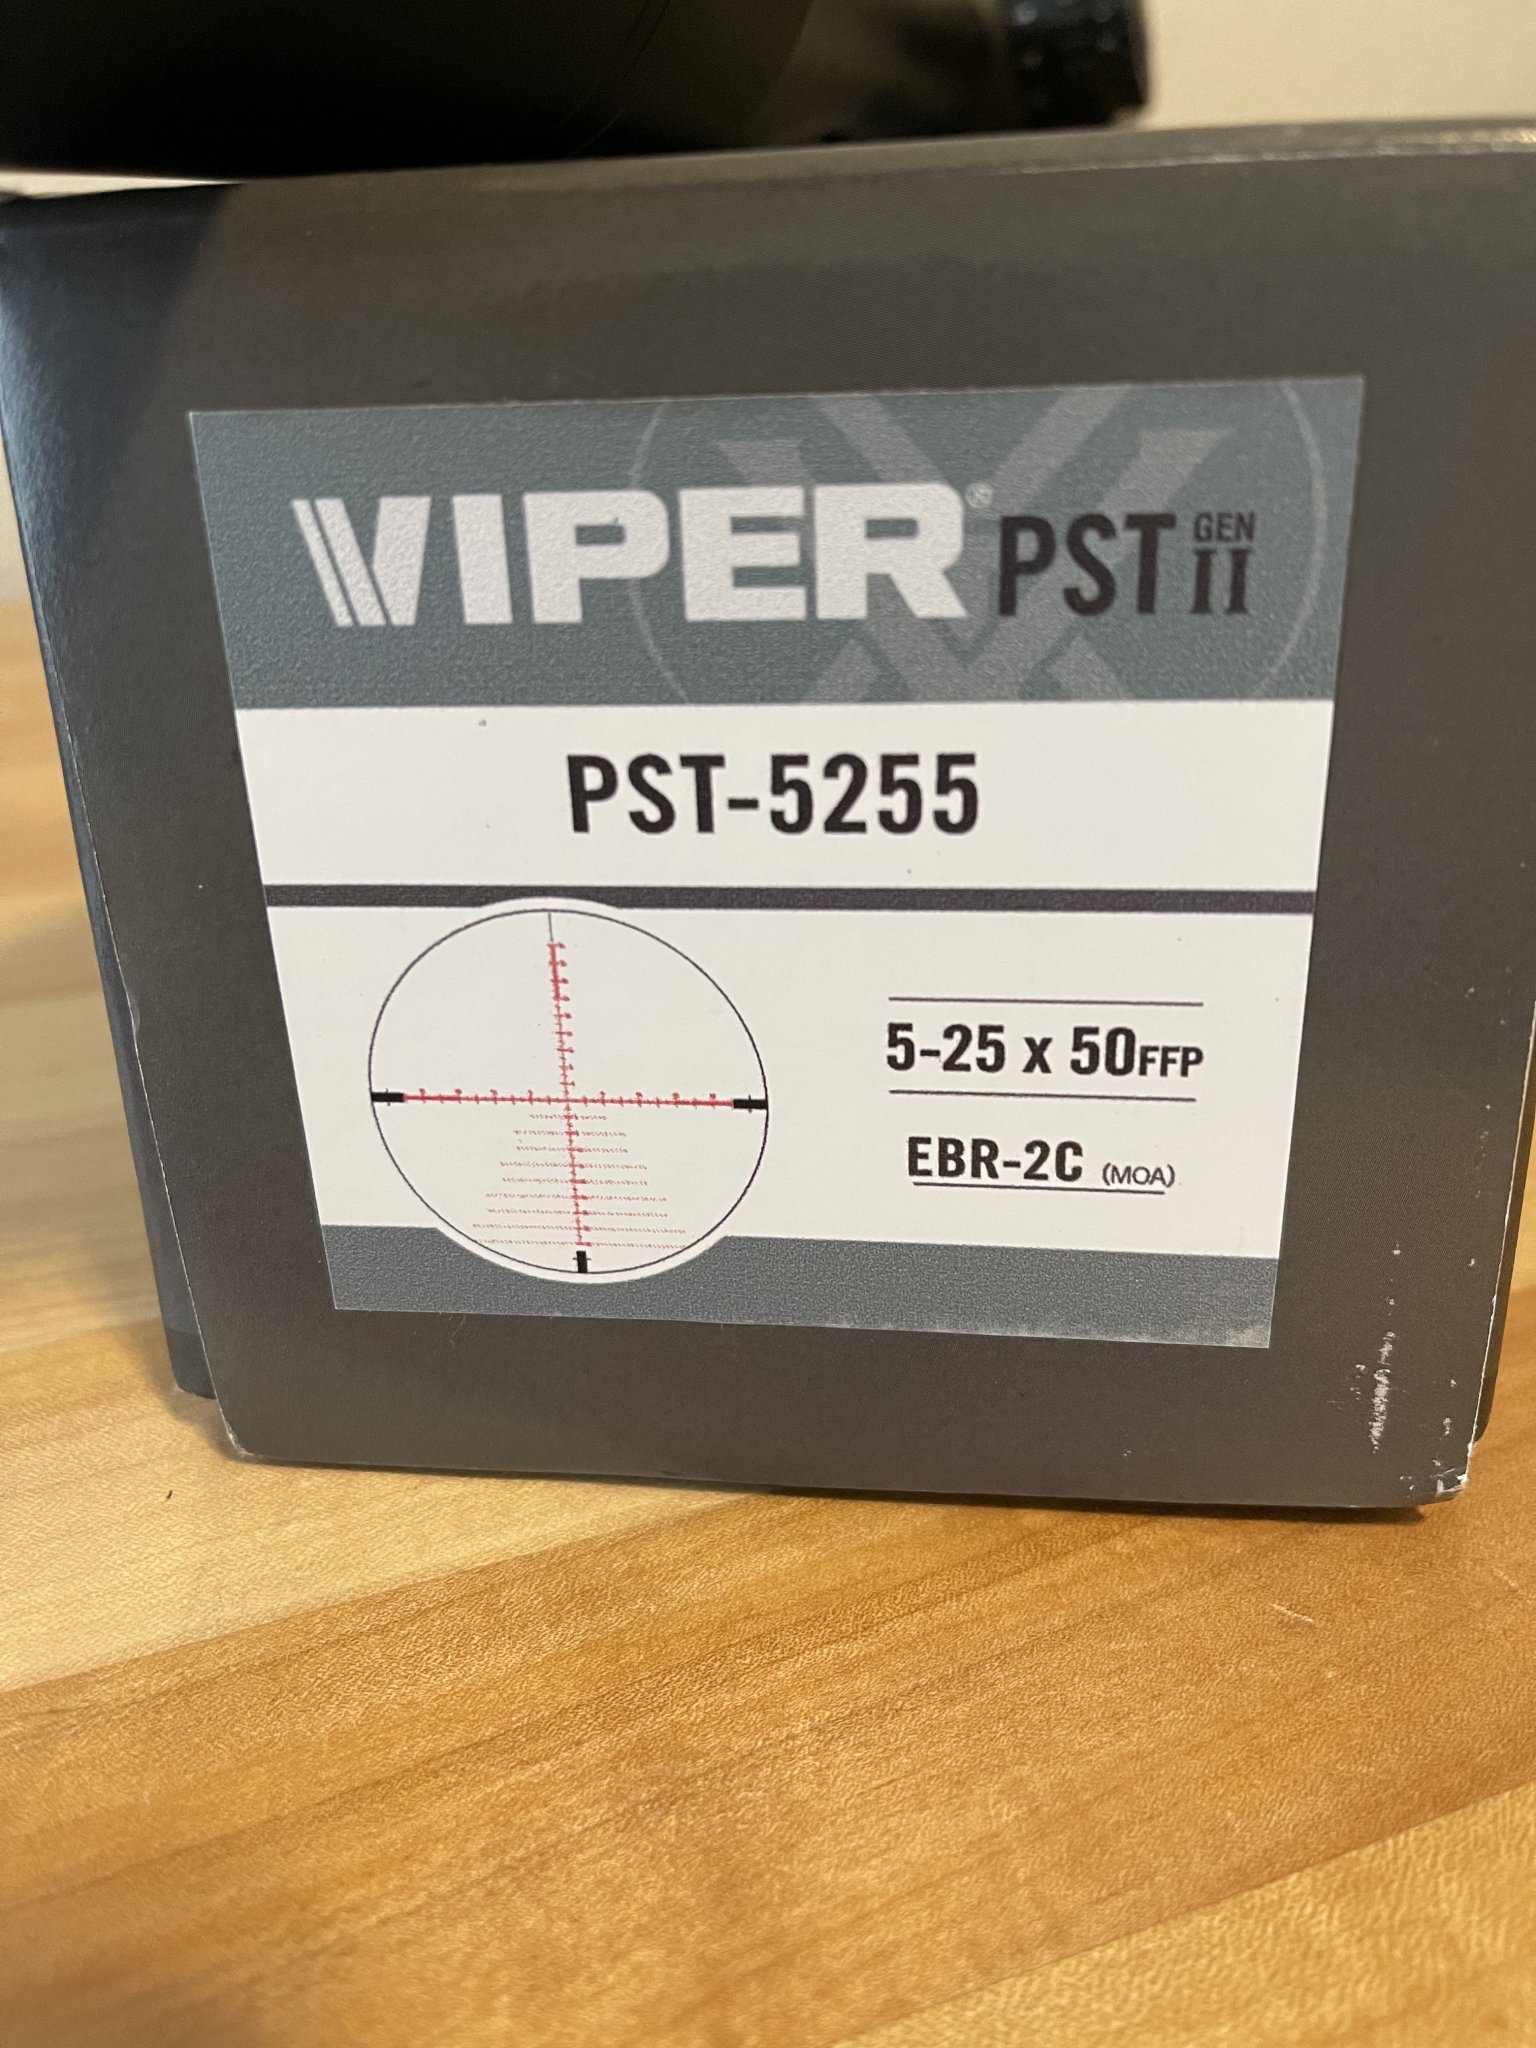 VIPER® PST GEN II
PST-5255
5-25 x 50FFP
EBR-2C (MOA)